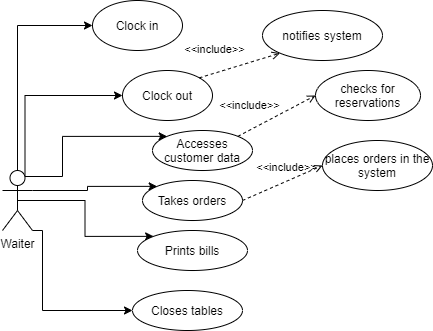 Clock in
notifies system
<<include>>
Clock out
checks for
reservations
<<include>>
Accesses
customer data
places orders in the
system
<<include>>
Takes orders
Waiter
Prints bills
Closes tables